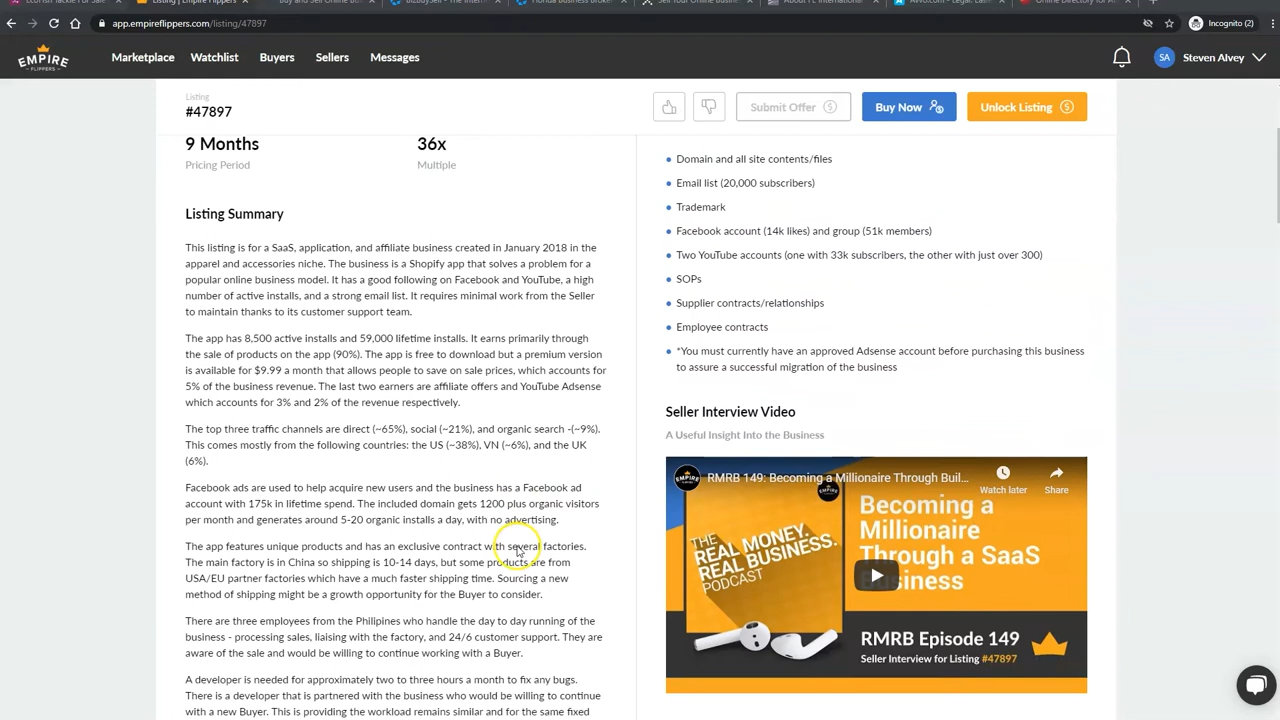 Listing | Empire Flippers
app.empireflippers.com/listing/47897
Incognito (2)
EMPIRE
FLIPPERS
Marketplace
Watchlist
Buyers
Sellers
Messages
SA
Steven Alvey
Listing
#47897
Submit Offer
Buy Now
Unlock Listing
9 Months
Pricing Period
36x
Multiple
Listing Summary
This listing is for a SaaS, application, and affiliate business created in January 2018 in the
apparel and accessories niche. The business is a Shopify app that solves a problem for a
popular online business model. It has a good following on Facebook and YouTube, a high
number of active installs, and a strong email list. It requires minimal work from the Seller
to maintain thanks to its customer support team.
The app has 8,500 active installs and 59,000 lifetime installs. It earns primarily through
the sale of products on the app (90%). The app is free to download but a premium version
is available for $9.99 a month that allows people to save on sale prices, which accounts for
5% of the business revenue. The last two earners are affiliate offers and YouTube Adsense
which accounts for 3% and 2% of the revenue respectively.
The top three traffic channels are direct (~65%), social (~21%), and organic search -(~9%).
This comes mostly from the following countries: the US (~38%), VN (~6%), and the UK
(6%).
Facebook ads are used to help acquire new users and the business has a Facebook ad
account with 175k in lifetime spend. The included domain gets 1200 plus organic visitors
per month and generates around 5-20 organic installs a day, with no advertising.
The app features unique products and has an exclusive contract with several factories.
The main factory is in China so shipping is 10-14 days, but some products are from
USA/EU partner factories which have a much faster shipping time. Sourcing a new
method of shipping might be a growth opportunity for the Buyer to consider.
There are three employees from the Philipines who handle the day to day running of the
business - processing sales, liaising with the factory, and 24/6 customer support. They are
aware of the sale and would be willing to continue working with a Buyer.
A developer is needed for approximately two to three hours a month to fix any bugs.
There is a developer that is partnered with the business who would be willing to continue
with a new Buyer. This is providing the workload remains similar and for the same fixed
Domain and all site contents/files
Email list (20,000 subscribers)
Trademark
Facebook account (14k likes) and group (51k members)
Two YouTube accounts (one with 33k subscribers, the other with just over 300)
SOPs
Supplier contracts/relationships
Employee contracts
*You must currently have an approved Adsense account before purchasing this business
to assure a successful migration of the business
Seller Interview Video
A Useful Insight Into the Business
RMRB 149: Becoming a Millionaire Through Buil...
Watch later
Share
THE
REAL MONEY.
REAL BUSINESS.
PODCAST
Becoming a
Millionaire
Through a SaaS
Business
RMRB Episode 149
Seller Interview for Listing #47897